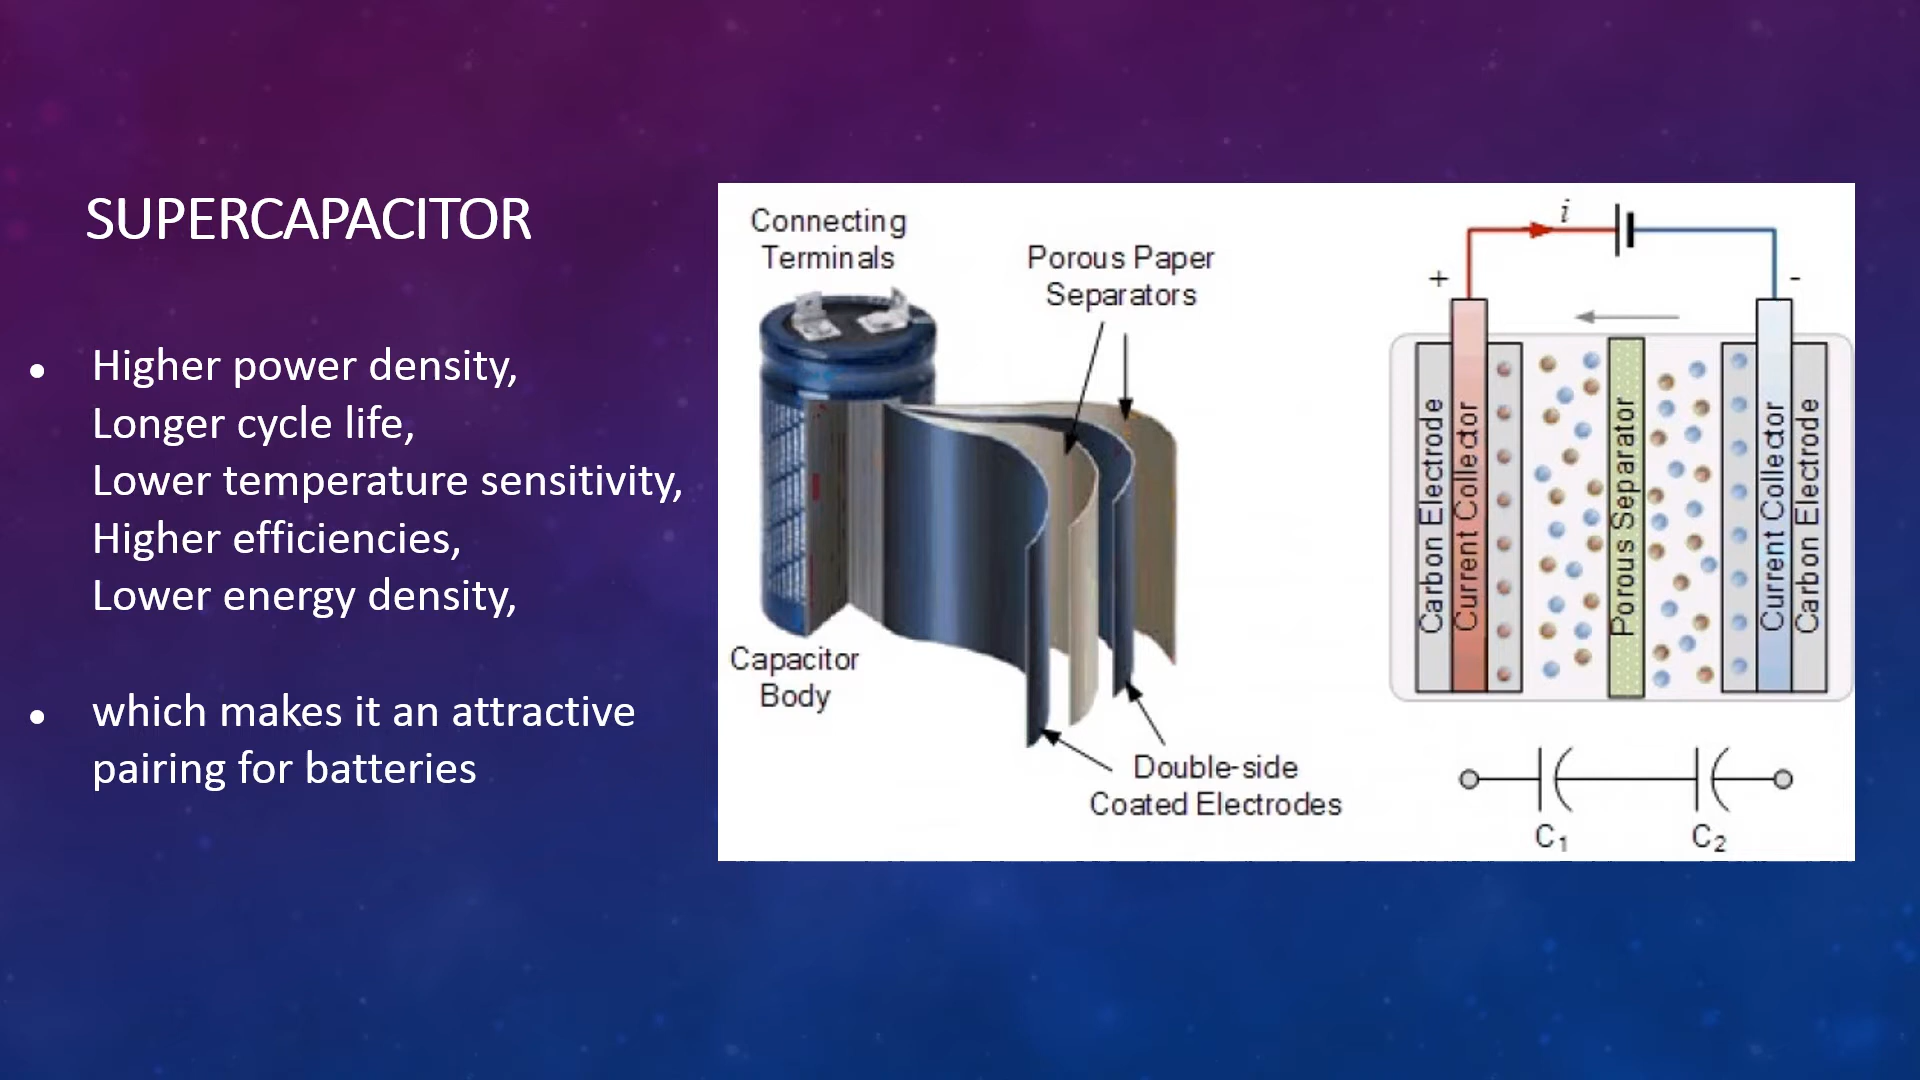 SUPERCAPACITOR
• Higher power density,
Longer cycle life,
Lower temperature sensitivity,
Higher efficiencies,
Lower energy density,
• which makes it an attractive
pairing for batteries
Connecting
Terminals
Porous Paper
Separators
Capacitor
Body
Double-side
Coated Electrodes
i
+
-
Carbon Electrode
Current Collector
Porous Separator
Current Collector
Carbon Electrode
C₁
C₂